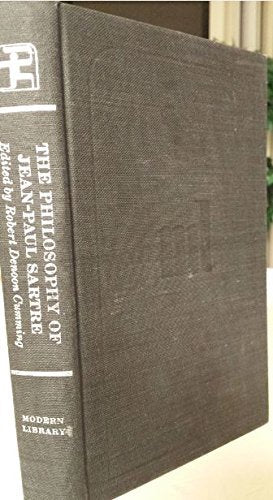 THE PHILOSOPHY OF
JEAN-PAUL SARTRE
Edited by Robert Denoon Cumming
MODERN
LIBRARY